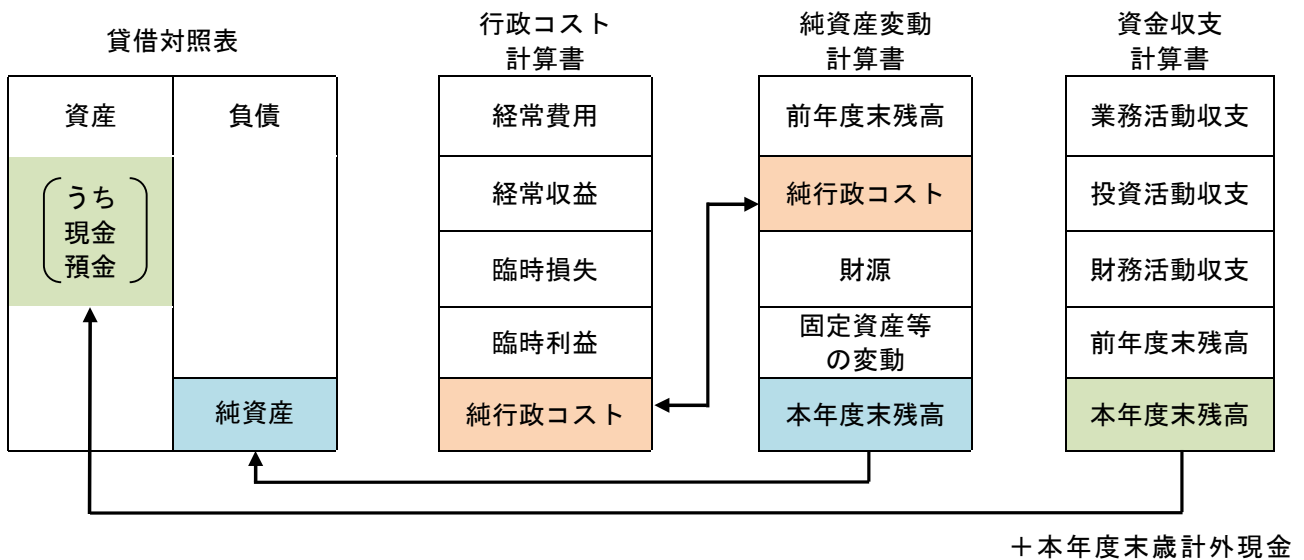 貸借対照表
資産
負債
うち
現金
預金
純資産
行政コスト
計算書
経常費用
経常収益
臨時損失
臨時利益
純行政コスト
純資産変動
計算書
前年度末残高
純行政コスト
財源
固定資産等
の変動
本年度末残高
資金収支
計算書
業務活動収支
投資活動収支
財務活動収支
前年度末残高
本年度末残高
＋本年度末歳計外現金